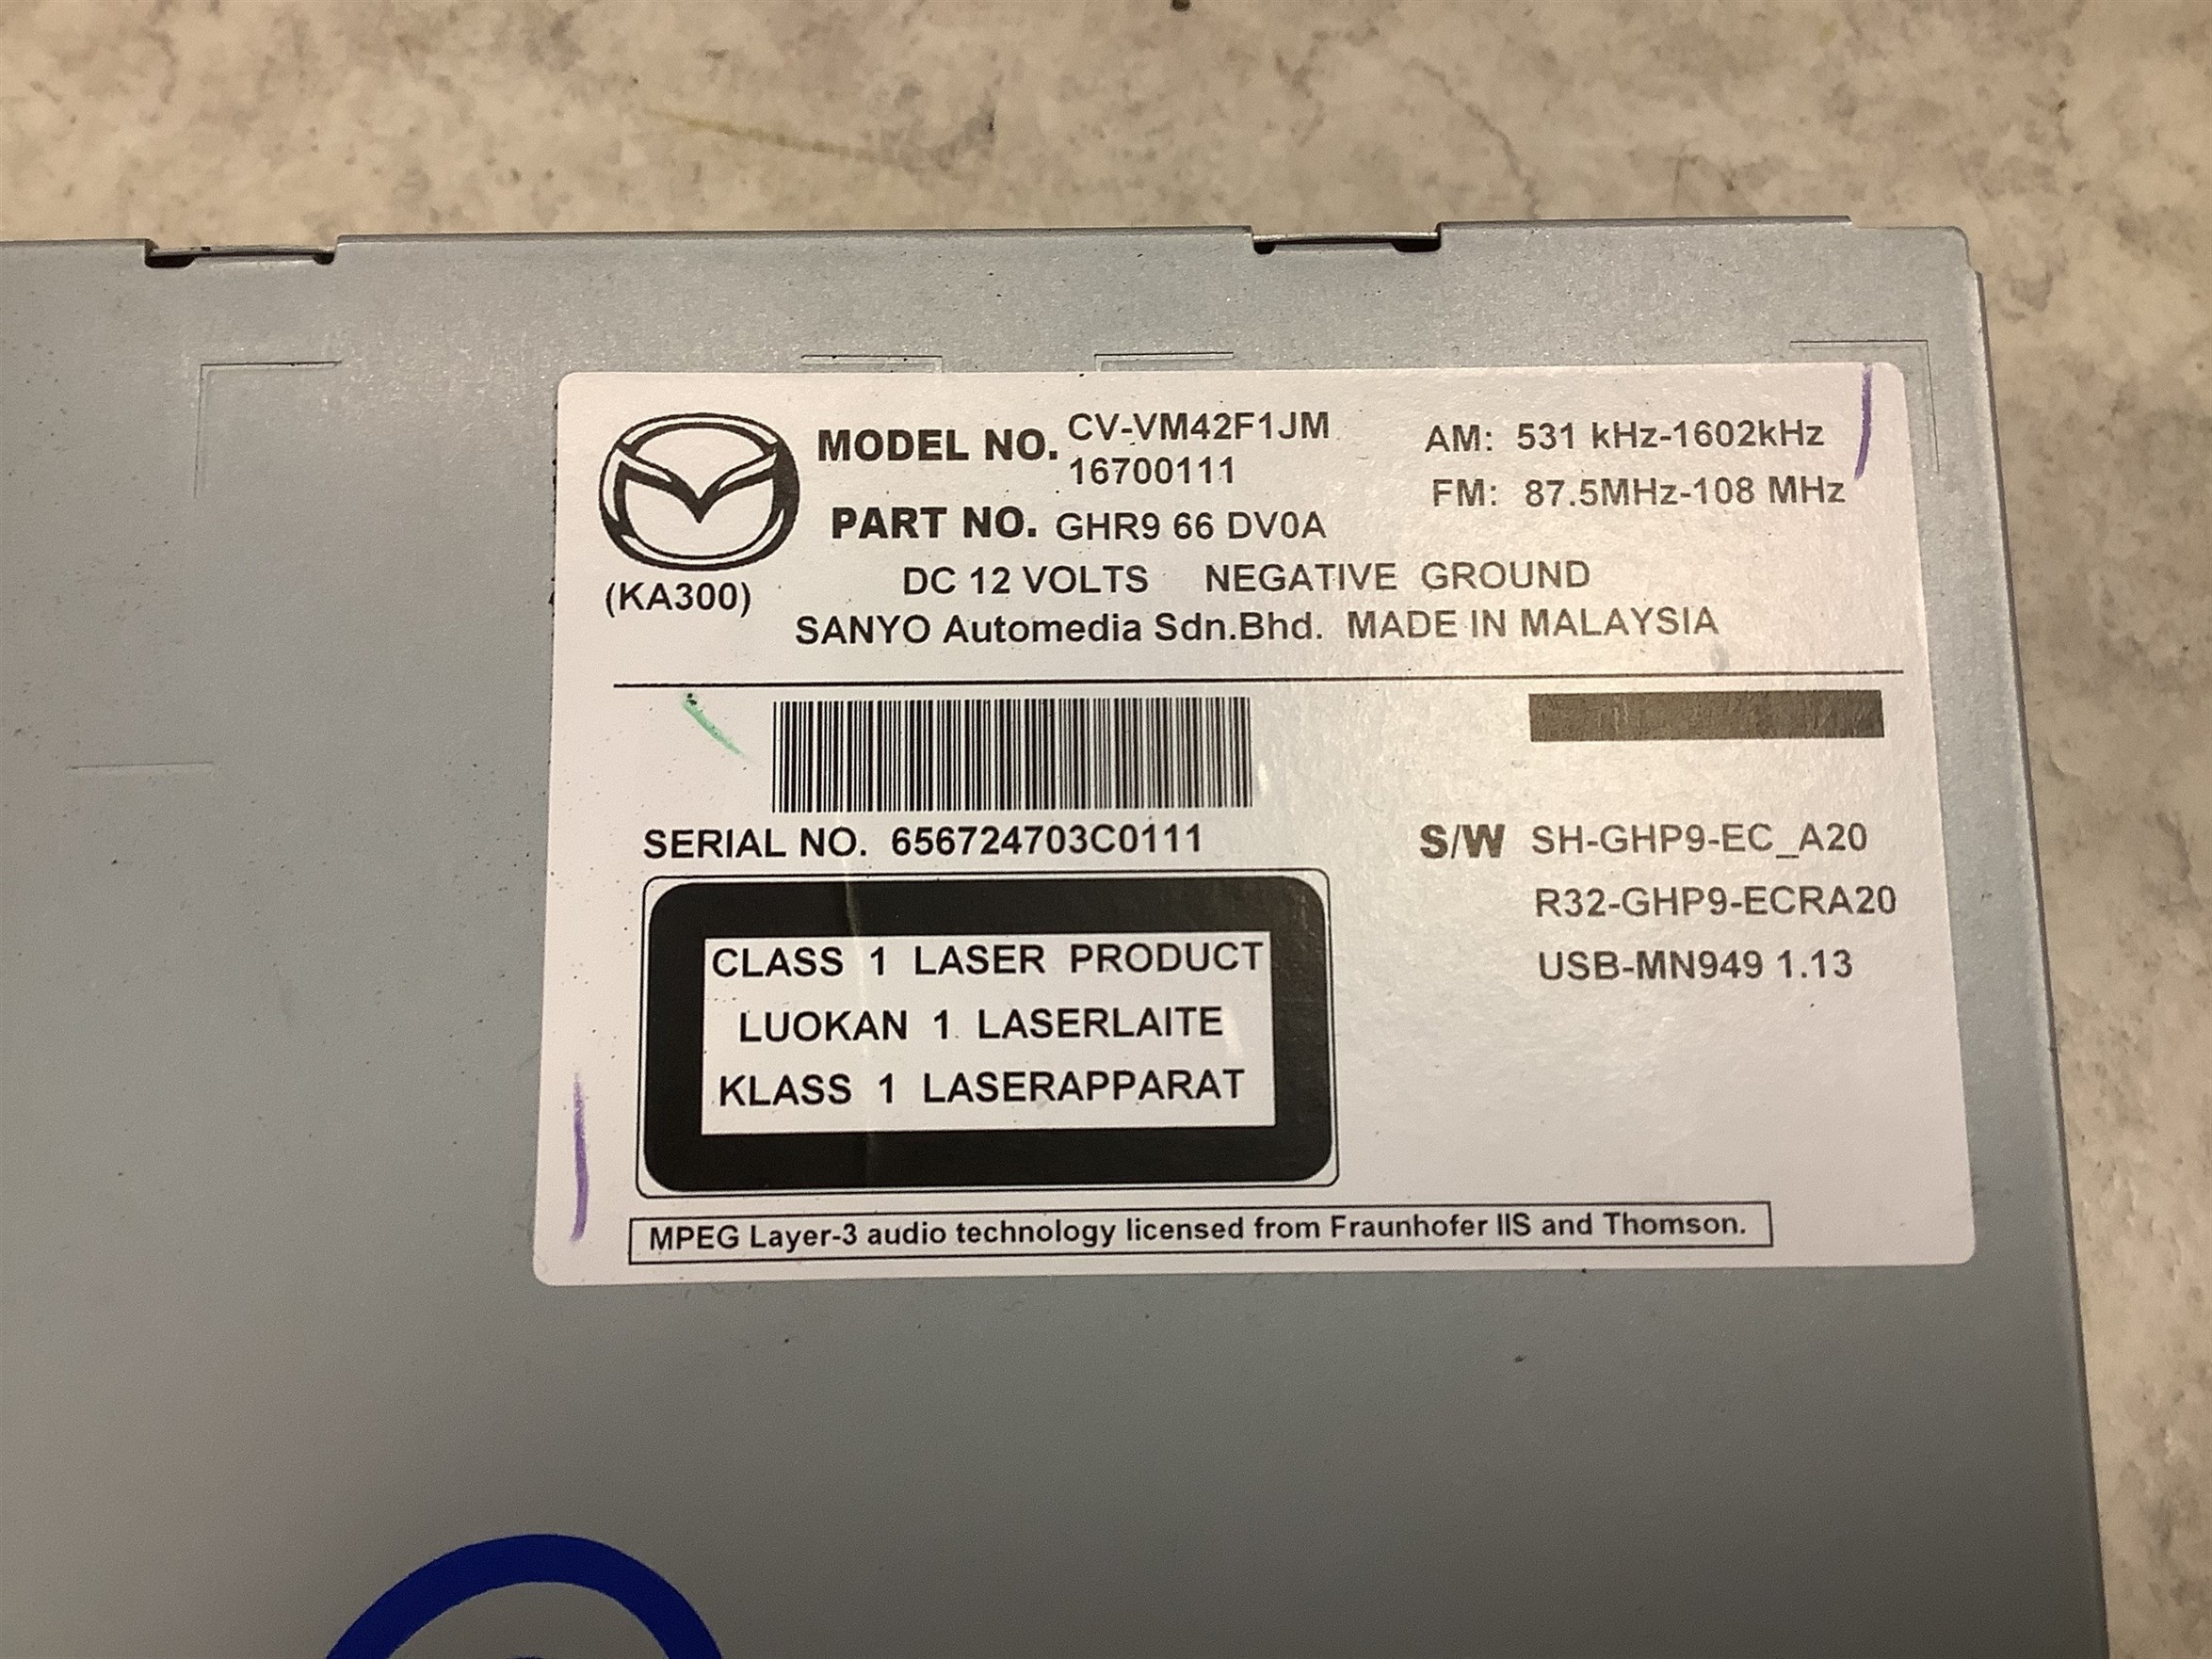 MODEL NO. CV-VM42F1JM
16700111
AM: 531 kHz-1602kHz
FM: 87.5MHz-108 MHz
PART NO. GHR9 66 DV0A
(KA300)
DC 12 VOLTS NEGATIVE GROUND
SANYO Automedia Sdn.Bhd. MADE IN MALAYSIA
SERIAL NO. 656724703C0111
S/W SH-GHP9-EC_A20
R32-GHP9-ECRA20
USB-MN949 1.13
CLASS 1 LASER PRODUCT
LUOKAN 1 LASERLAITE
KLASS 1 LASERAPPARAT
MPEG Layer-3 audio technology licensed from Fraunhofer IIS and Thomson.